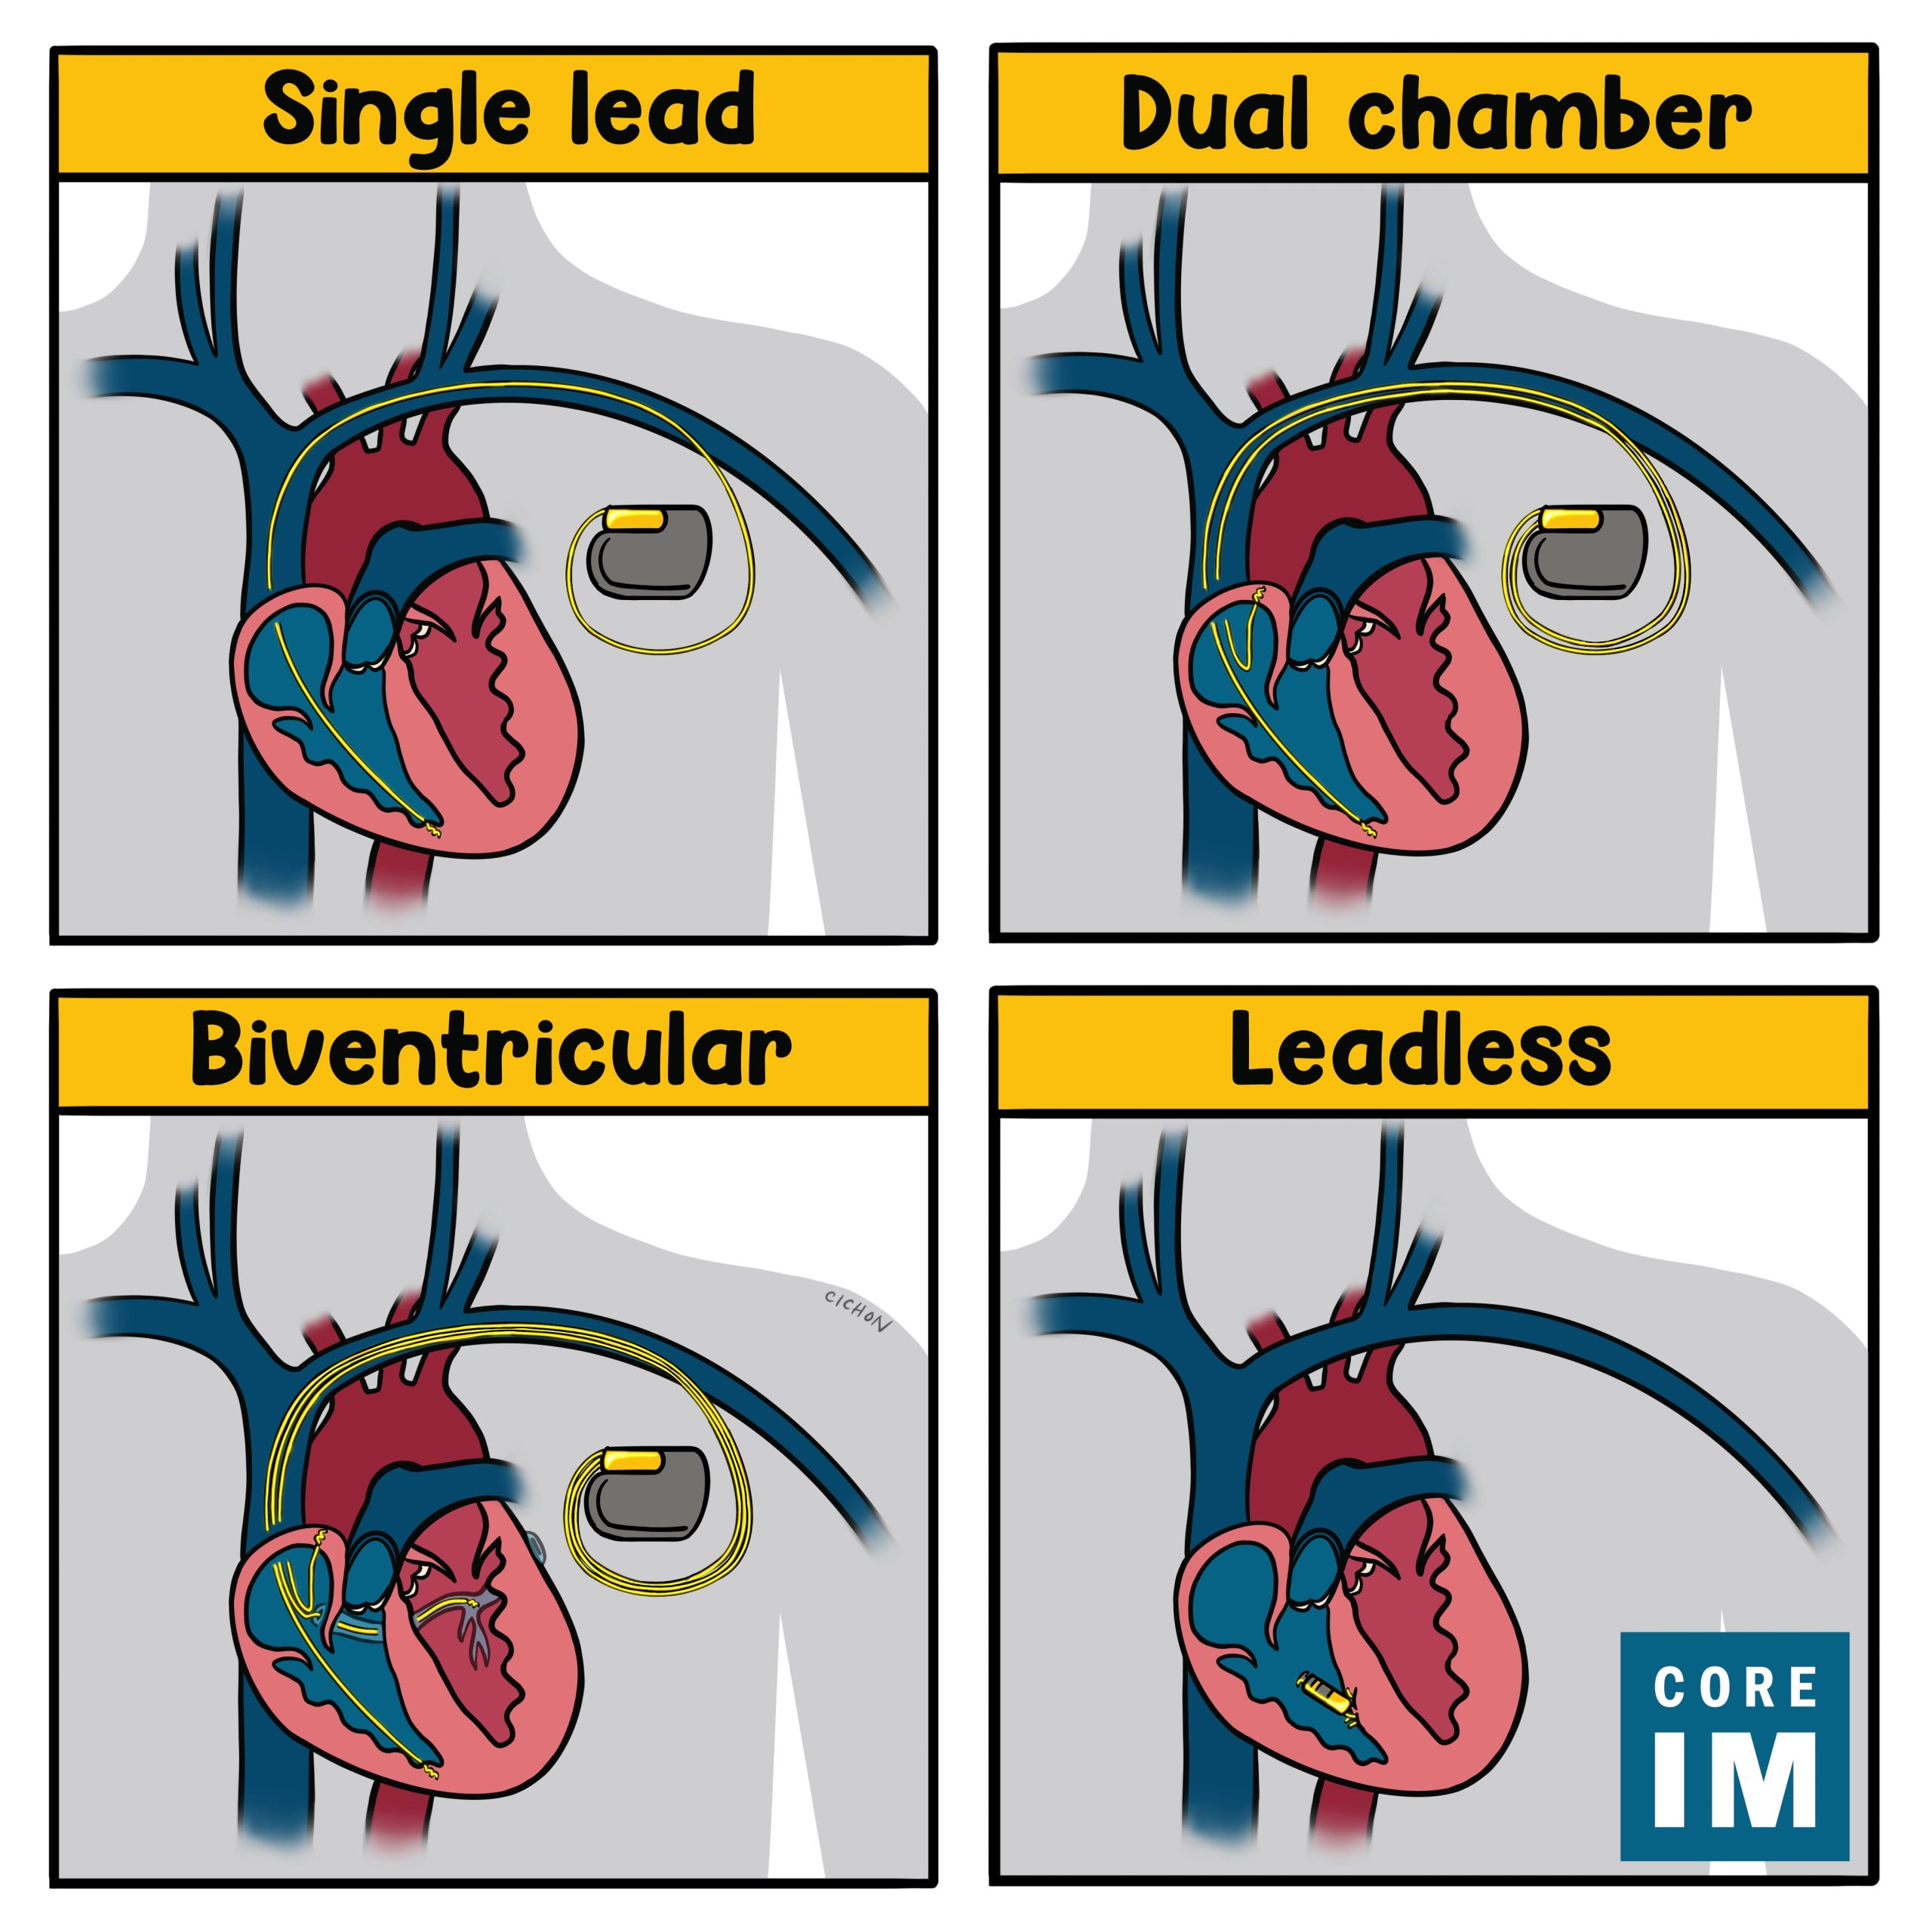 Single lead
Dual chamber
Biventricular
Leadless
CICHON
CORE
IM